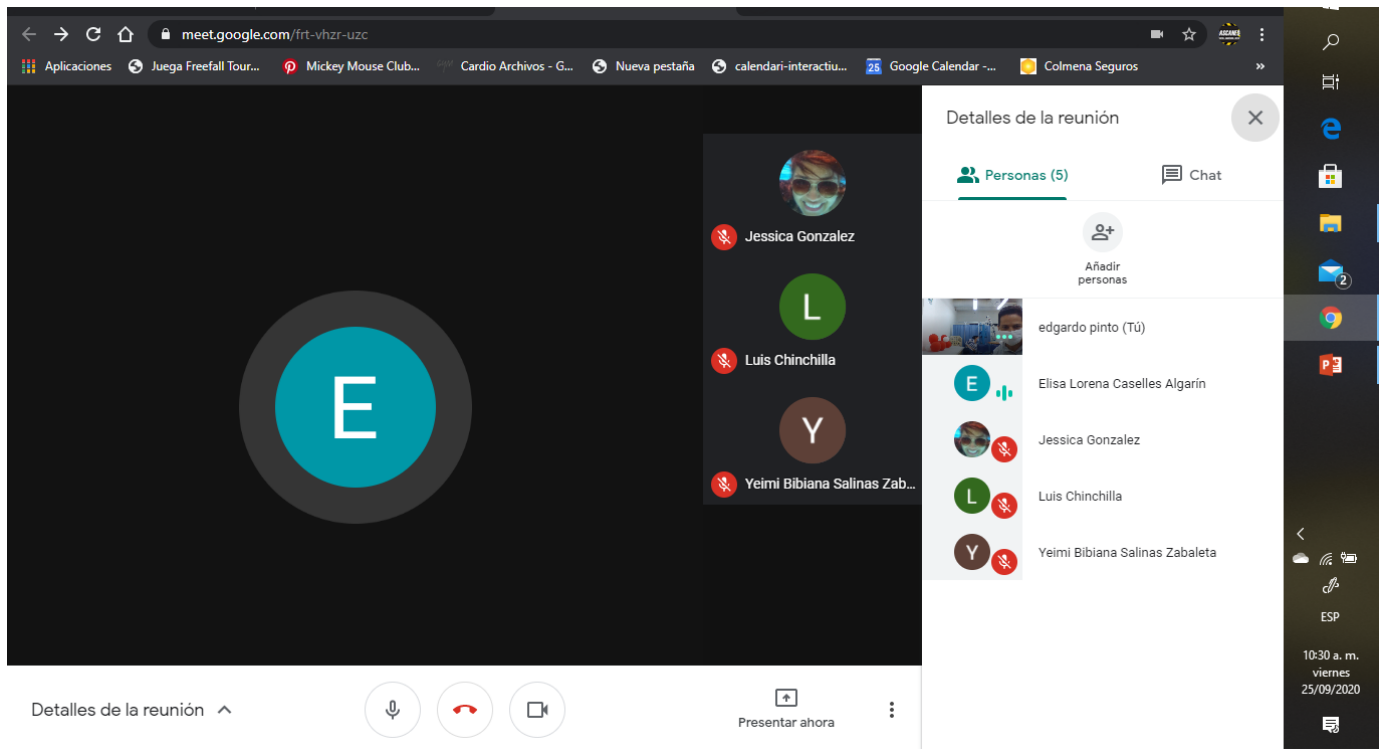 meet.google.com/frt-vhzr-uzc
ASCANES
Aplicaciones
Juega Freefall Tour...
Mickey Mouse Club...
Cardio Archivos - G...
Nueva pestaña
calendari-interactiu...
25
Google Calendar -...
Colmena Seguros
»
Detalles de la reunión
Personas (5)
Chat
Añadir
personas
E
Jessica Gonzalez
L
Luis Chinchilla
Y
Yeimi Bibiana Salinas Zab...
edgardo pinto (Tú)
E
Elisa Lorena Caselles Algarín
Jessica Gonzalez
L
Luis Chinchilla
Y
Yeimi Bibiana Salinas Zabaleta
Detalles de la reunión
Presentar ahora
2
ESP
10:30 a. m.
viernes
25/09/2020